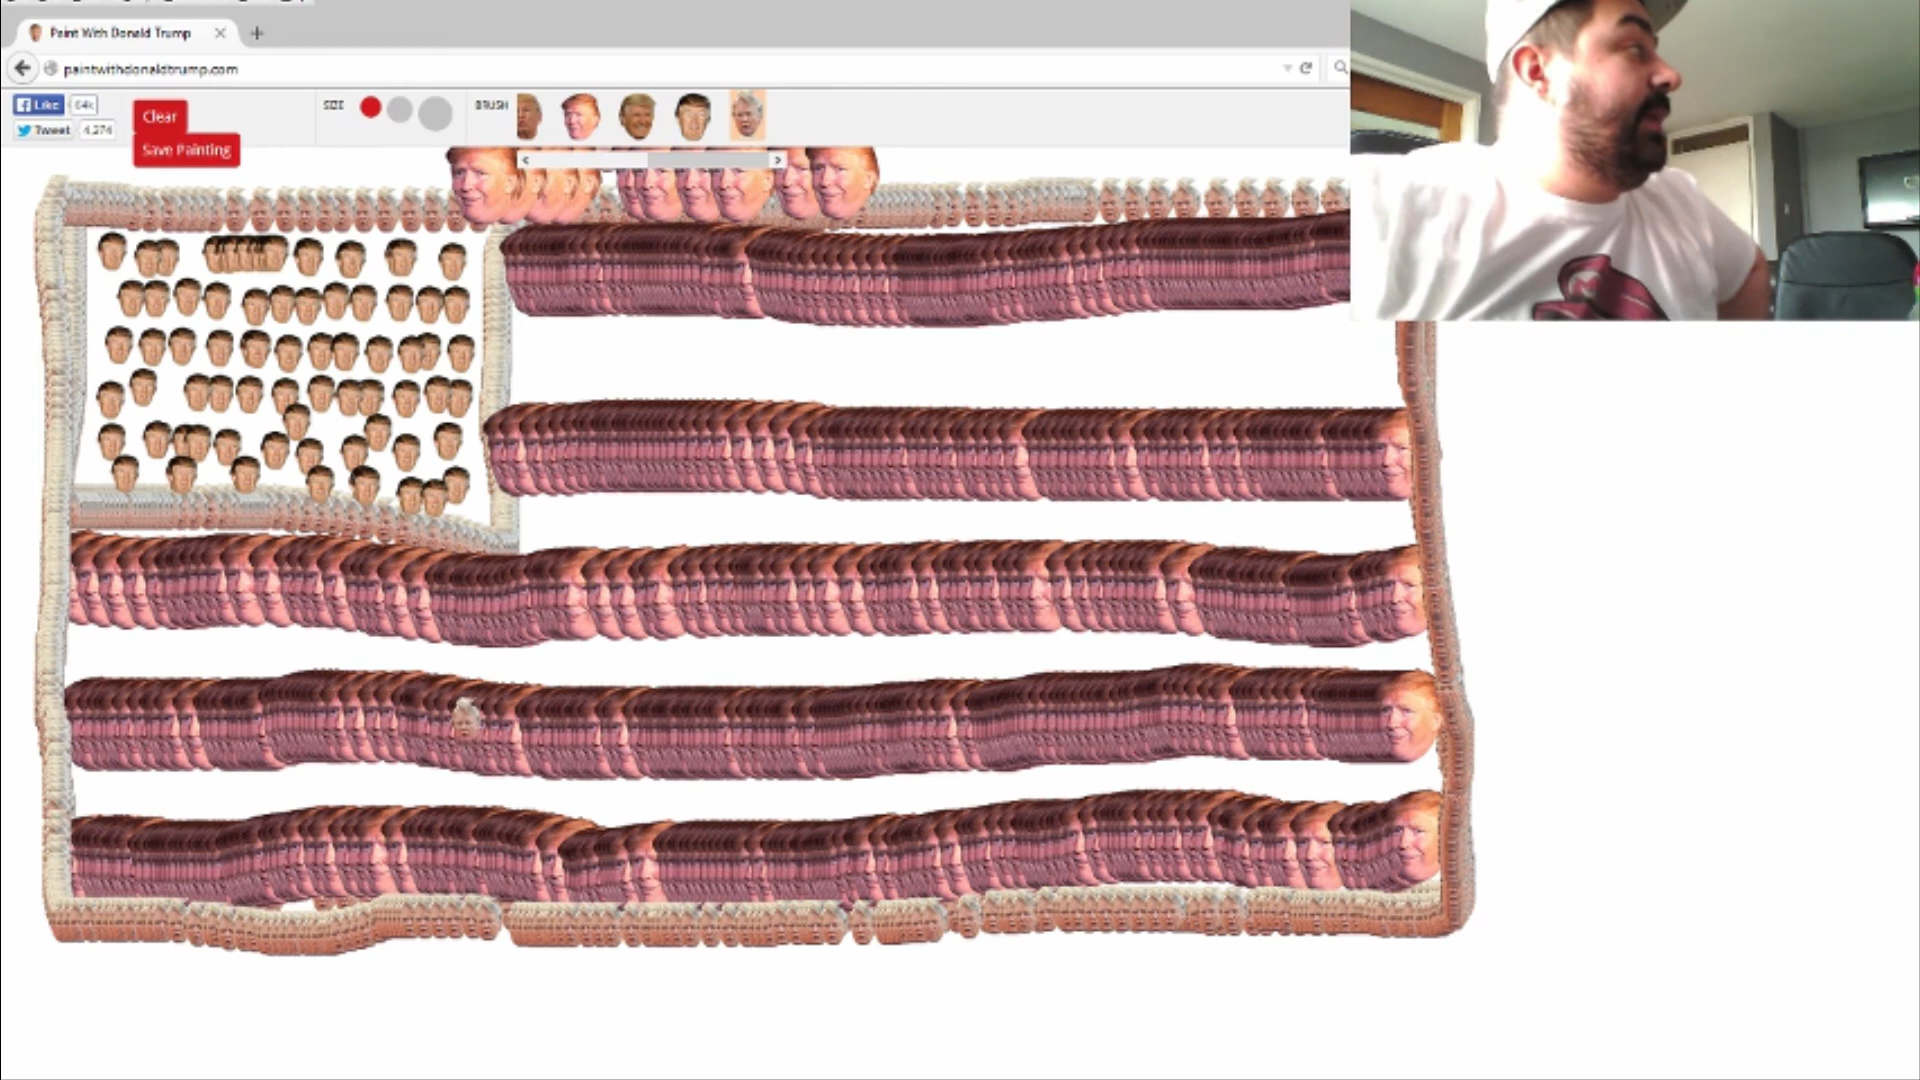 Paint With Donald Trump
paintwithdonaldtrump.com
Like 64k
Tweet 4,274
Clear
Save Painting
SIZE
BRUSH